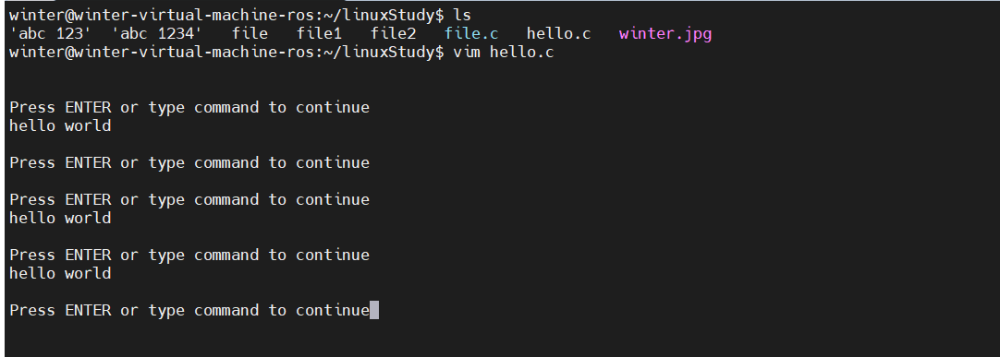 winter@winter-virtual-machine-ros:~/linuxStudy$ ls
'abc 123'  'abc 1234'   file   file1   file2   file.c   hello.c   winter.jpg
winter@winter-virtual-machine-ros:~/linuxStudy$ vim hello.c
Press ENTER or type command to continue
hello world
Press ENTER or type command to continue
Press ENTER or type command to continue
hello world
Press ENTER or type command to continue
hello world
Press ENTER or type command to continue